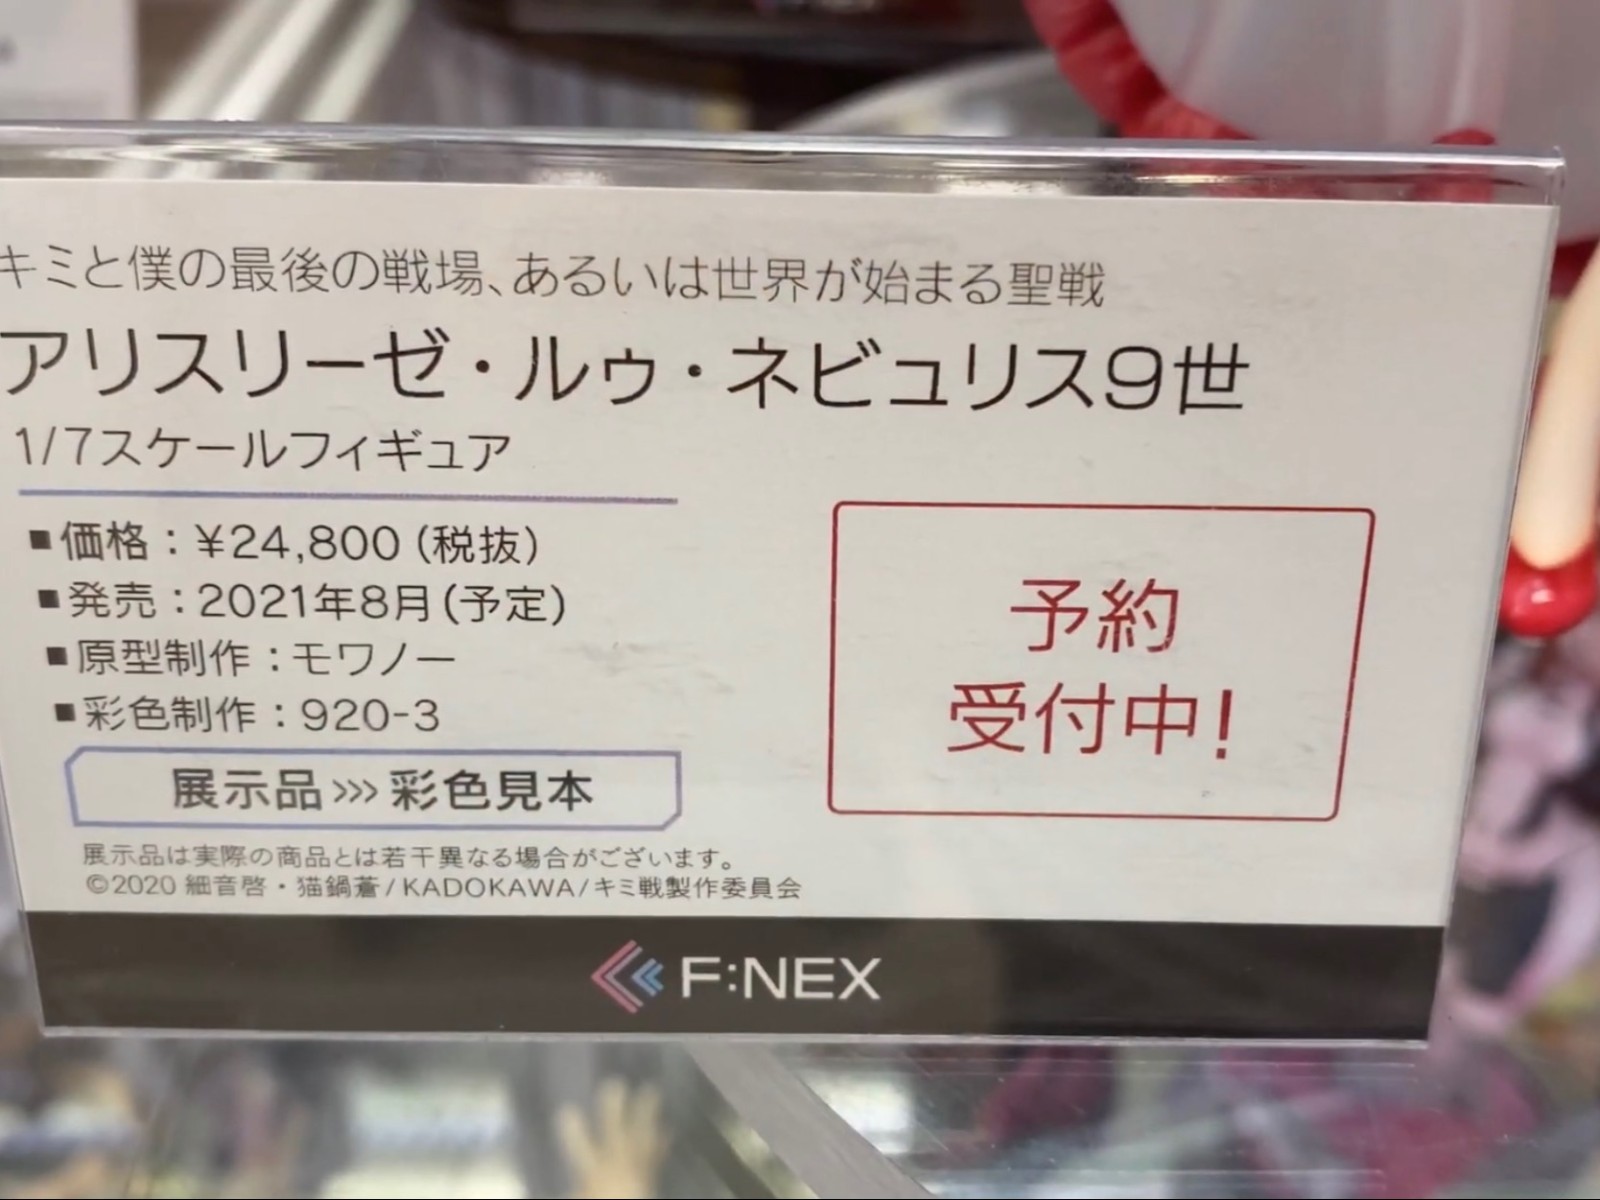 キミと僕の最後の戦場、あるいは世界が始まる聖戦
アリスリーゼ・ルゥ・ネビュリス9世
1/7スケールフィギュア
■価格：¥24,800(税抜)
■発売：2021年8月(予定)
■原型制作：モワノー
■彩色制作：920-3
展示品>>>彩色見本
展示品は実際の商品とは若干異なる場合がございます。
©2020 細音啓・猫鍋蒼/KADOKAWA/キミ戦製作委員会
予約
受付中!
F:NEX